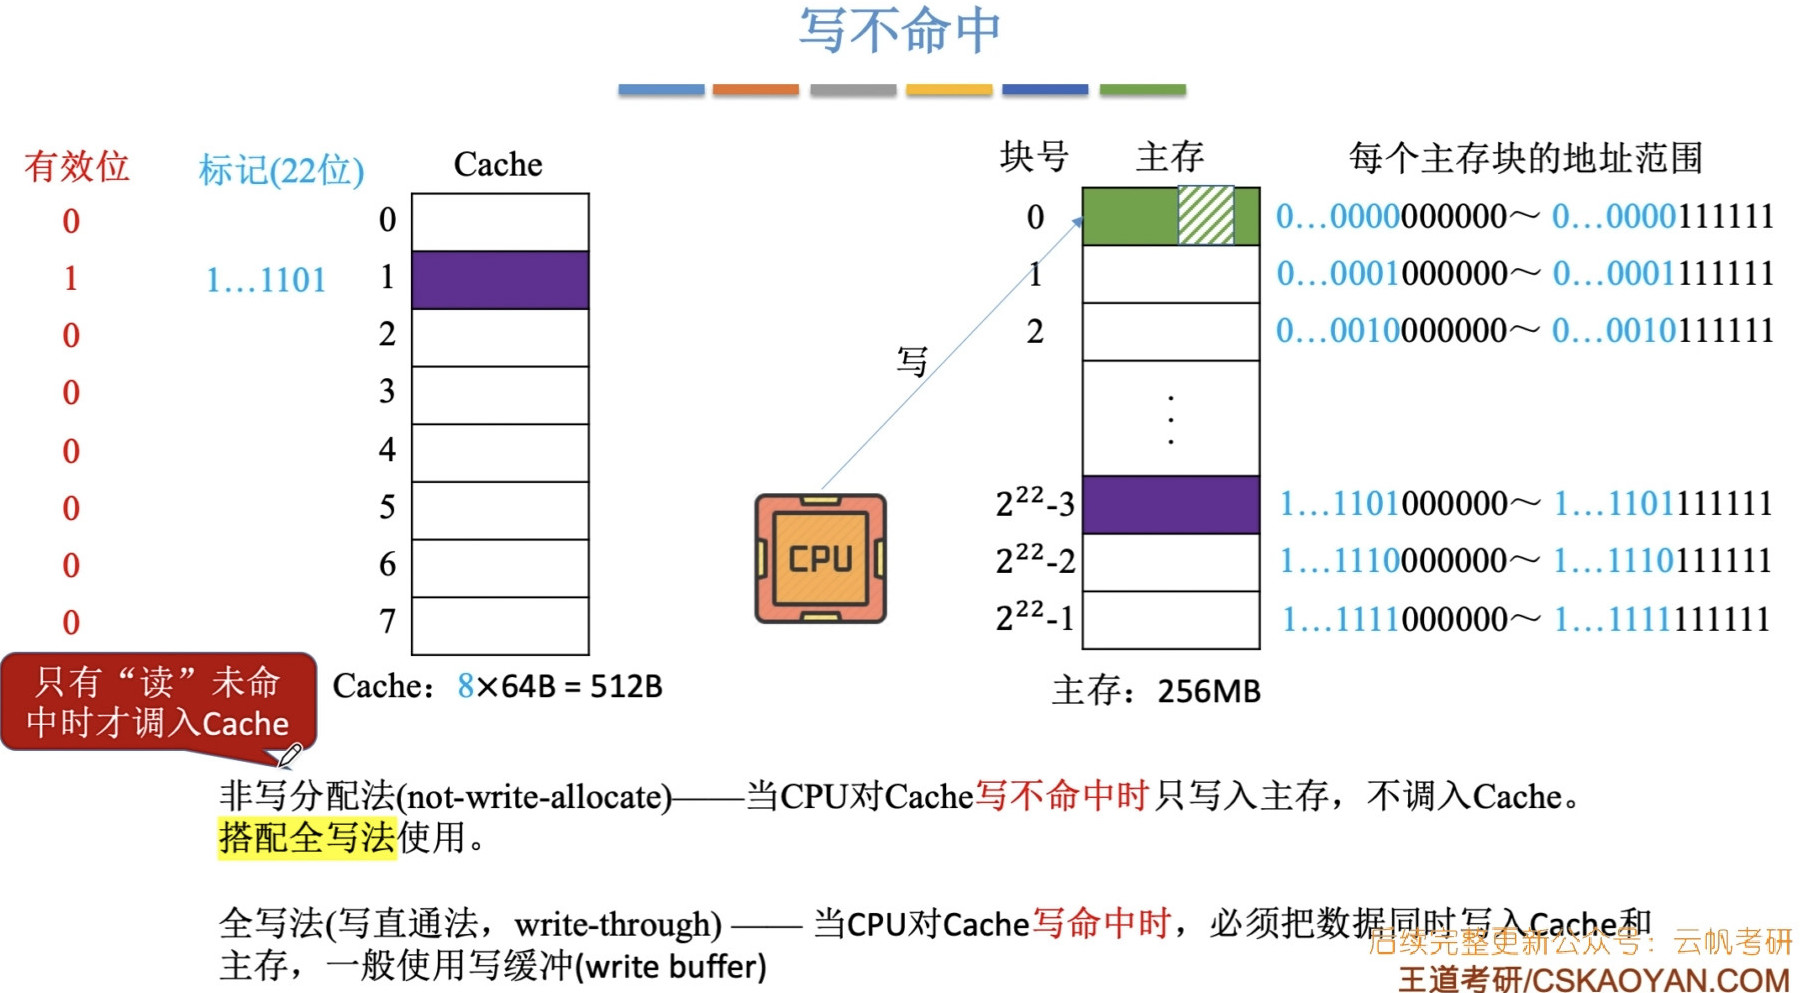 写不命中
有效位 标记(22位) Cache 块号 主存 每个主存块的地址范围
0 0 0 0…0000000000～ 0…0000111111
1 1…1101 1 1 0…0001000000～ 0…0001111111
0 2 2 0…0010000000～ 0…0010111111
写
0 3
0 4
0 5 2²²-3 1…1101000000～ 1…1101111111
CPU
0 6 2²²-2 1…1110000000～ 1…1110111111
0 7 2²²-1 1…1111000000～ 1…1111111111
只有“读”未命
中时才调入Cache
Cache：8×64B = 512B 主存：256MB
非写分配法(not-write-allocate)——当CPU对Cache写不命中时只写入主存，不调入Cache。
搭配全写法使用。
全写法(写直通法，write-through) —— 当CPU对Cache写命中时，必须把数据同时写入Cache和
主存，一般使用写缓冲(write buffer)
后续完整更新公众号：云帆考研
王道考研/CSKAOYAN.COM